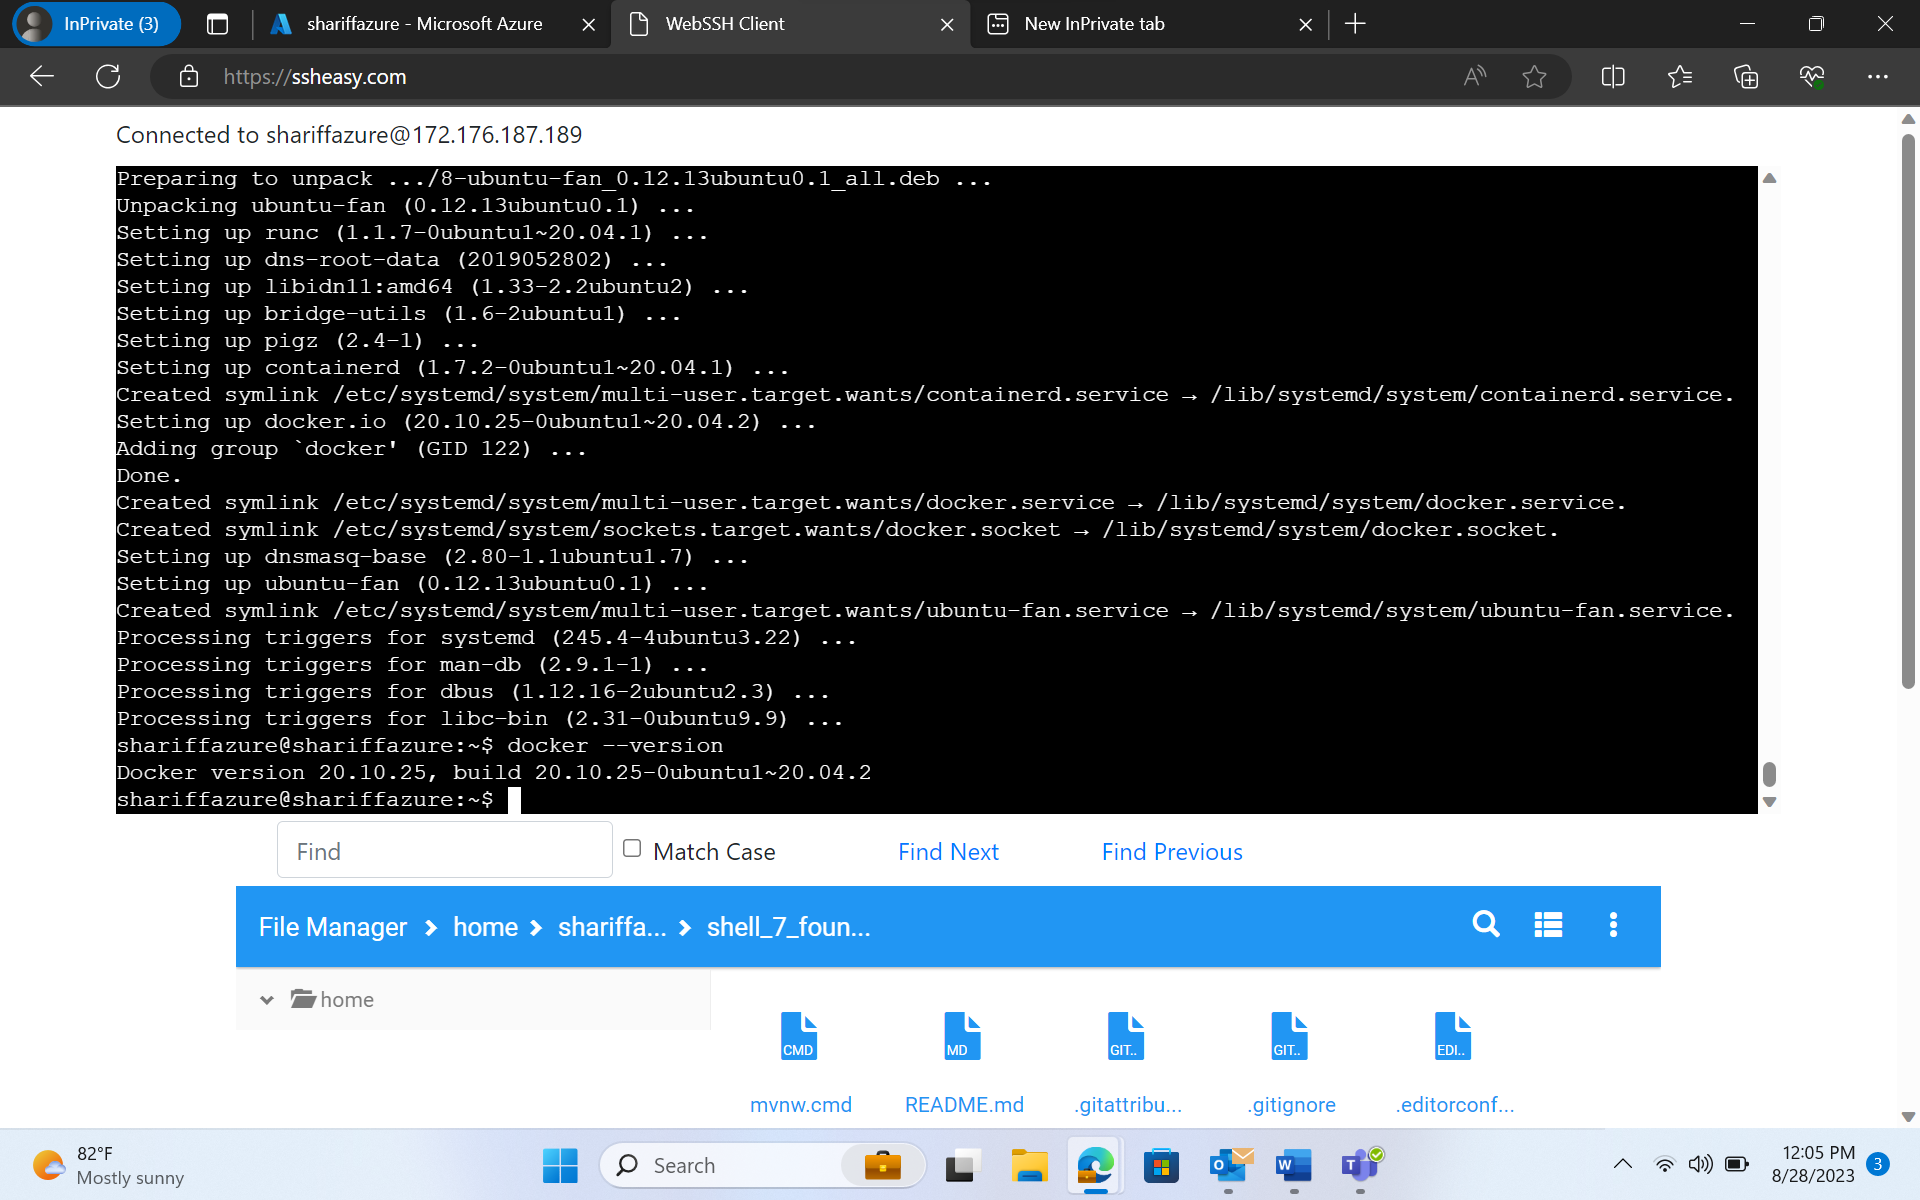 InPrivate (3)
shariffazure - Microsoft Azure
WebSSH Client
New InPrivate tab
https://ssheasy.com
Connected to shariffazure@172.176.187.189
Preparing to unpack .../8-ubuntu-fan_0.12.13ubuntu0.1_all.deb ...
Unpacking ubuntu-fan (0.12.13ubuntu0.1) ...
Setting up runc (1.1.7-0ubuntu1~20.04.1) ...
Setting up dns-root-data (2019052802) ...
Setting up libidn11:amd64 (1.33-2.2ubuntu2) ...
Setting up bridge-utils (1.6-2ubuntu1) ...
Setting up pigz (2.4-1) ...
Setting up containerd (1.7.2-0ubuntu1~20.04.1) ...
Created symlink /etc/systemd/system/multi-user.target.wants/containerd.service → /lib/systemd/system/containerd.service.
Setting up docker.io (20.10.25-0ubuntu1~20.04.2) ...
Adding group `docker' (GID 122) ...
Done.
Created symlink /etc/systemd/system/multi-user.target.wants/docker.service → /lib/systemd/system/docker.service.
Created symlink /etc/systemd/system/sockets.target.wants/docker.socket → /lib/systemd/system/docker.socket.
Setting up dnsmasq-base (2.80-1.1ubuntu1.7) ...
Setting up ubuntu-fan (0.12.13ubuntu0.1) ...
Created symlink /etc/systemd/system/multi-user.target.wants/ubuntu-fan.service → /lib/systemd/system/ubuntu-fan.service.
Processing triggers for systemd (245.4-4ubuntu3.22) ...
Processing triggers for man-db (2.9.1-1) ...
Processing triggers for dbus (1.12.16-2ubuntu2.3) ...
Processing triggers for libc-bin (2.31-0ubuntu9.9) ...
shariffazure@shariffazure:~$ docker --version
Docker version 20.10.25, build 20.10.25-0ubuntu1~20.04.2
shariffazure@shariffazure:~$
Find
Match Case
Find Next
Find Previous
File Manager > home > shariffa... > shell_7_foun...
home
CMD
MD
GIT..
GIT..
EDI..
mvnw.cmd
README.md
.gitattribu...
.gitignore
.editorconf...
82°F
Mostly sunny
Search
12:05 PM
8/28/2023
3